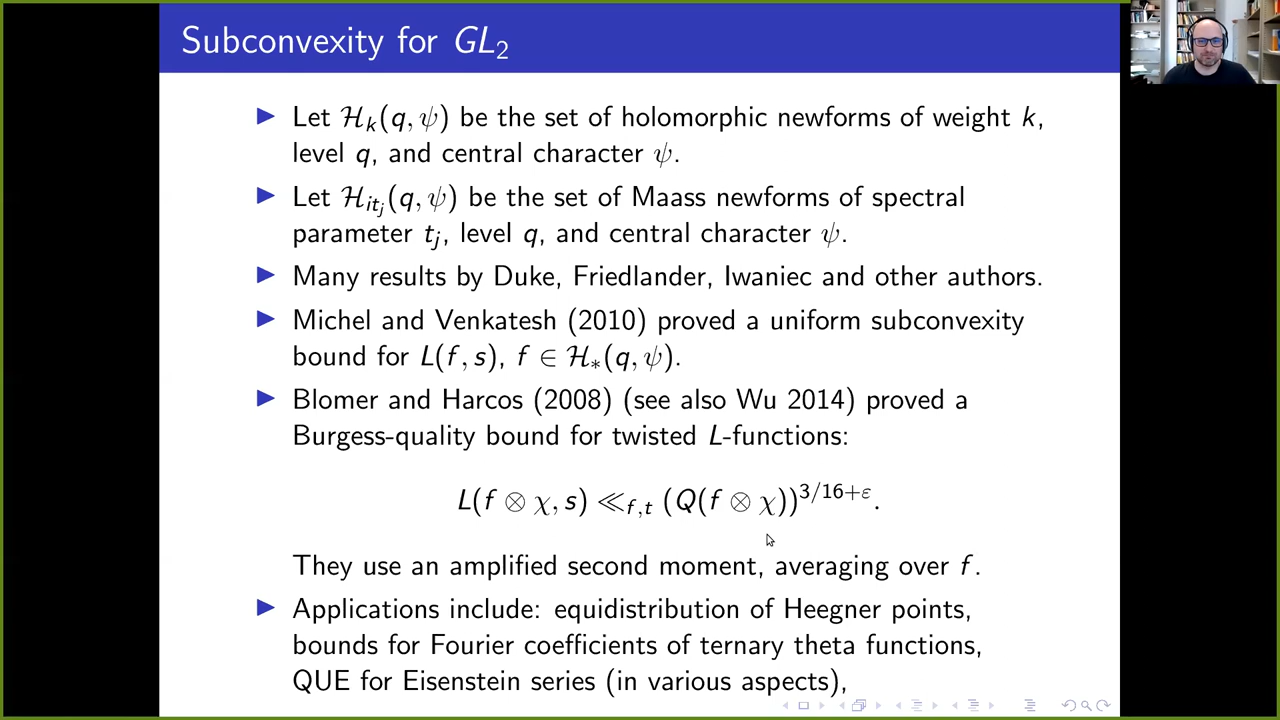 Subconvexity for GL₂
▶ Let ℋₖ(q, ψ) be the set of holomorphic newforms of weight k,
level q, and central character ψ.
▶ Let ℋ_{it_j}(q, ψ) be the set of Maass newforms of spectral
parameter t_j, level q, and central character ψ.
▶ Many results by Duke, Friedlander, Iwaniec and other authors.
▶ Michel and Venkatesh (2010) proved a uniform subconvexity
bound for L(f, s), f ∈ ℋ_*(q, ψ).
▶ Blomer and Harcos (2008) (see also Wu 2014) proved a
Burgess-quality bound for twisted L-functions:
L(f ⊗ χ, s) ≪_{f,t} (Q(f ⊗ χ))^{3/16+ε}.
They use an amplified second moment, averaging over f.
▶ Applications include: equidistribution of Heegner points,
bounds for Fourier coefficients of ternary theta functions,
QUE for Eisenstein series (in various aspects),